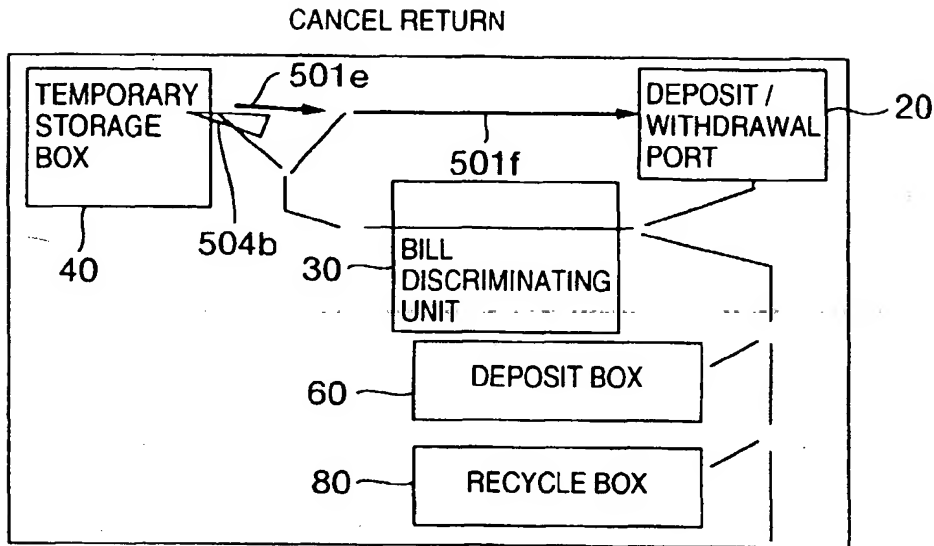 CANCEL RETURN
501e
TEMPORARY
STORAGE
BOX
DEPOSIT /
WITHDRAWAL
PORT
20
501f
504b
40
30
BILL
DISCRIMINATING
UNIT
60
DEPOSIT BOX
80
RECYCLE BOX